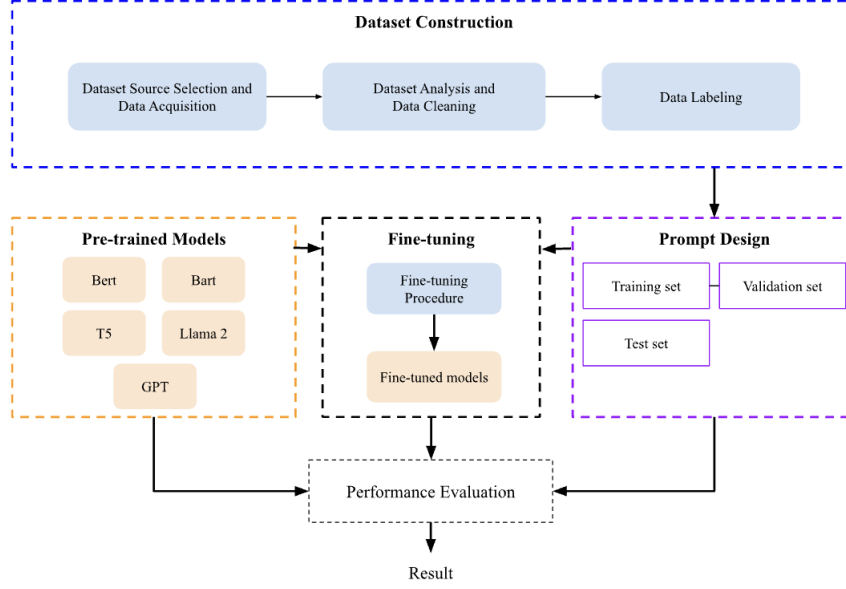 Dataset Construction
Dataset Source Selection and
Data Acquisition
Dataset Analysis and
Data Cleaning
Data Labeling
Pre-trained Models
Bert
Bart
T5
Llama 2
GPT
Fine-tuning
Fine-tuning
Procedure
Fine-tuned models
Prompt Design
Training set
Validation set
Test set
Performance Evaluation
Result